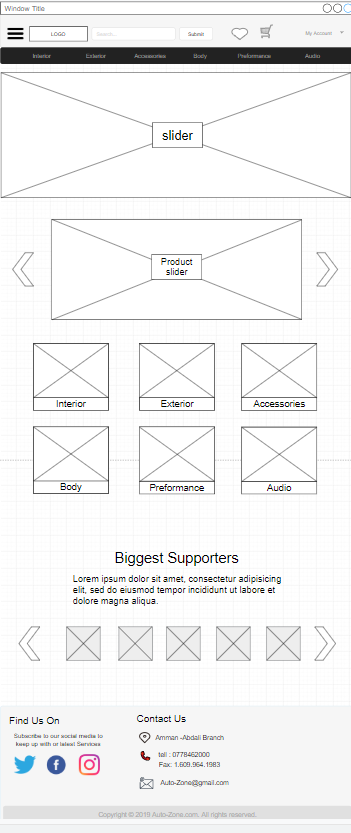 Window Title
LOGO
Search...
Submit
My Account
Interior Exterior Accessories Body Preformance Audio
slider
Product
slider
Interior Exterior Accessories
Body Preformance Audio
Biggest Supporters
Lorem ipsum dolor sit amet, consectetur adipisicing
elit, sed do eiusmod tempor incididunt ut labore et
dolore magna aliqua.
Find Us On
Subscribe to our social media to
keep up with or latest Services
Contact Us
Amman -Abdali Branch
tell : 0778462000
Fax: 1.609.964.1983
Auto-Zone@gmail.com
Copyright © 2019 Auto-Zone.com. All rights reserved.